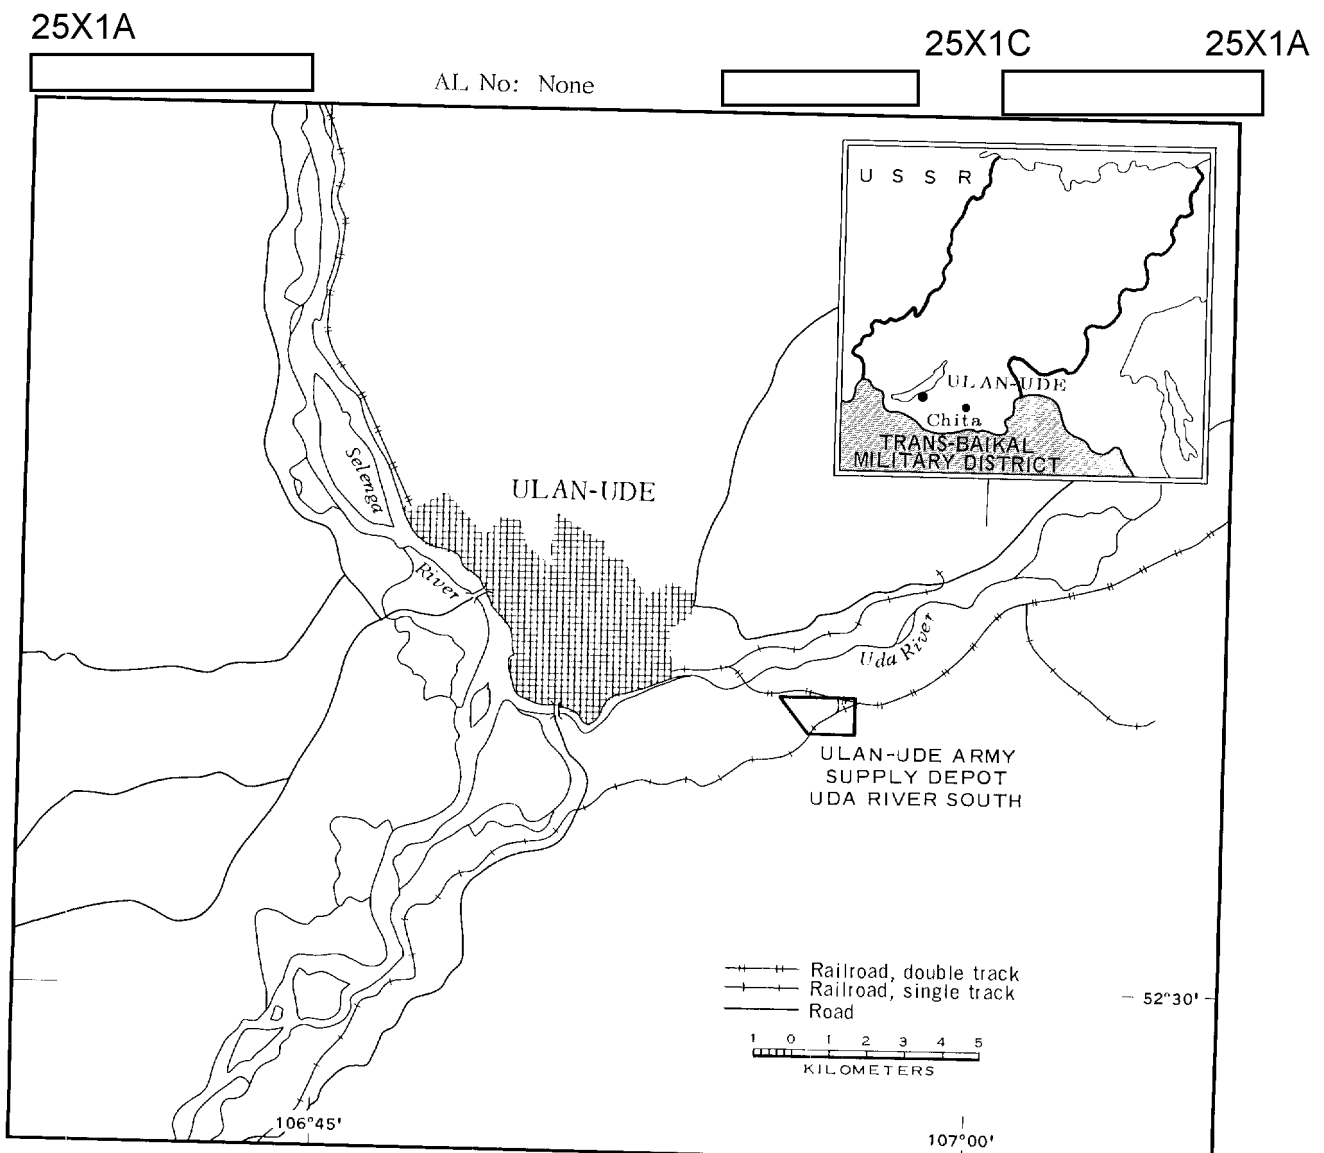 25X1A
25X1C
25X1A
AL No: None
U S S R
ULAN-UDE
Chita
TRANS-BAIKAL
MILITARY DISTRICT
Selenga
River
ULAN-UDE
Uda River
ULAN-UDE ARMY
SUPPLY DEPOT
UDA RIVER SOUTH
Railroad, double track
Railroad, single track
Road
1 0 1 2 3 4 5
KILOMETERS
52°30'
106°45'
107°00'